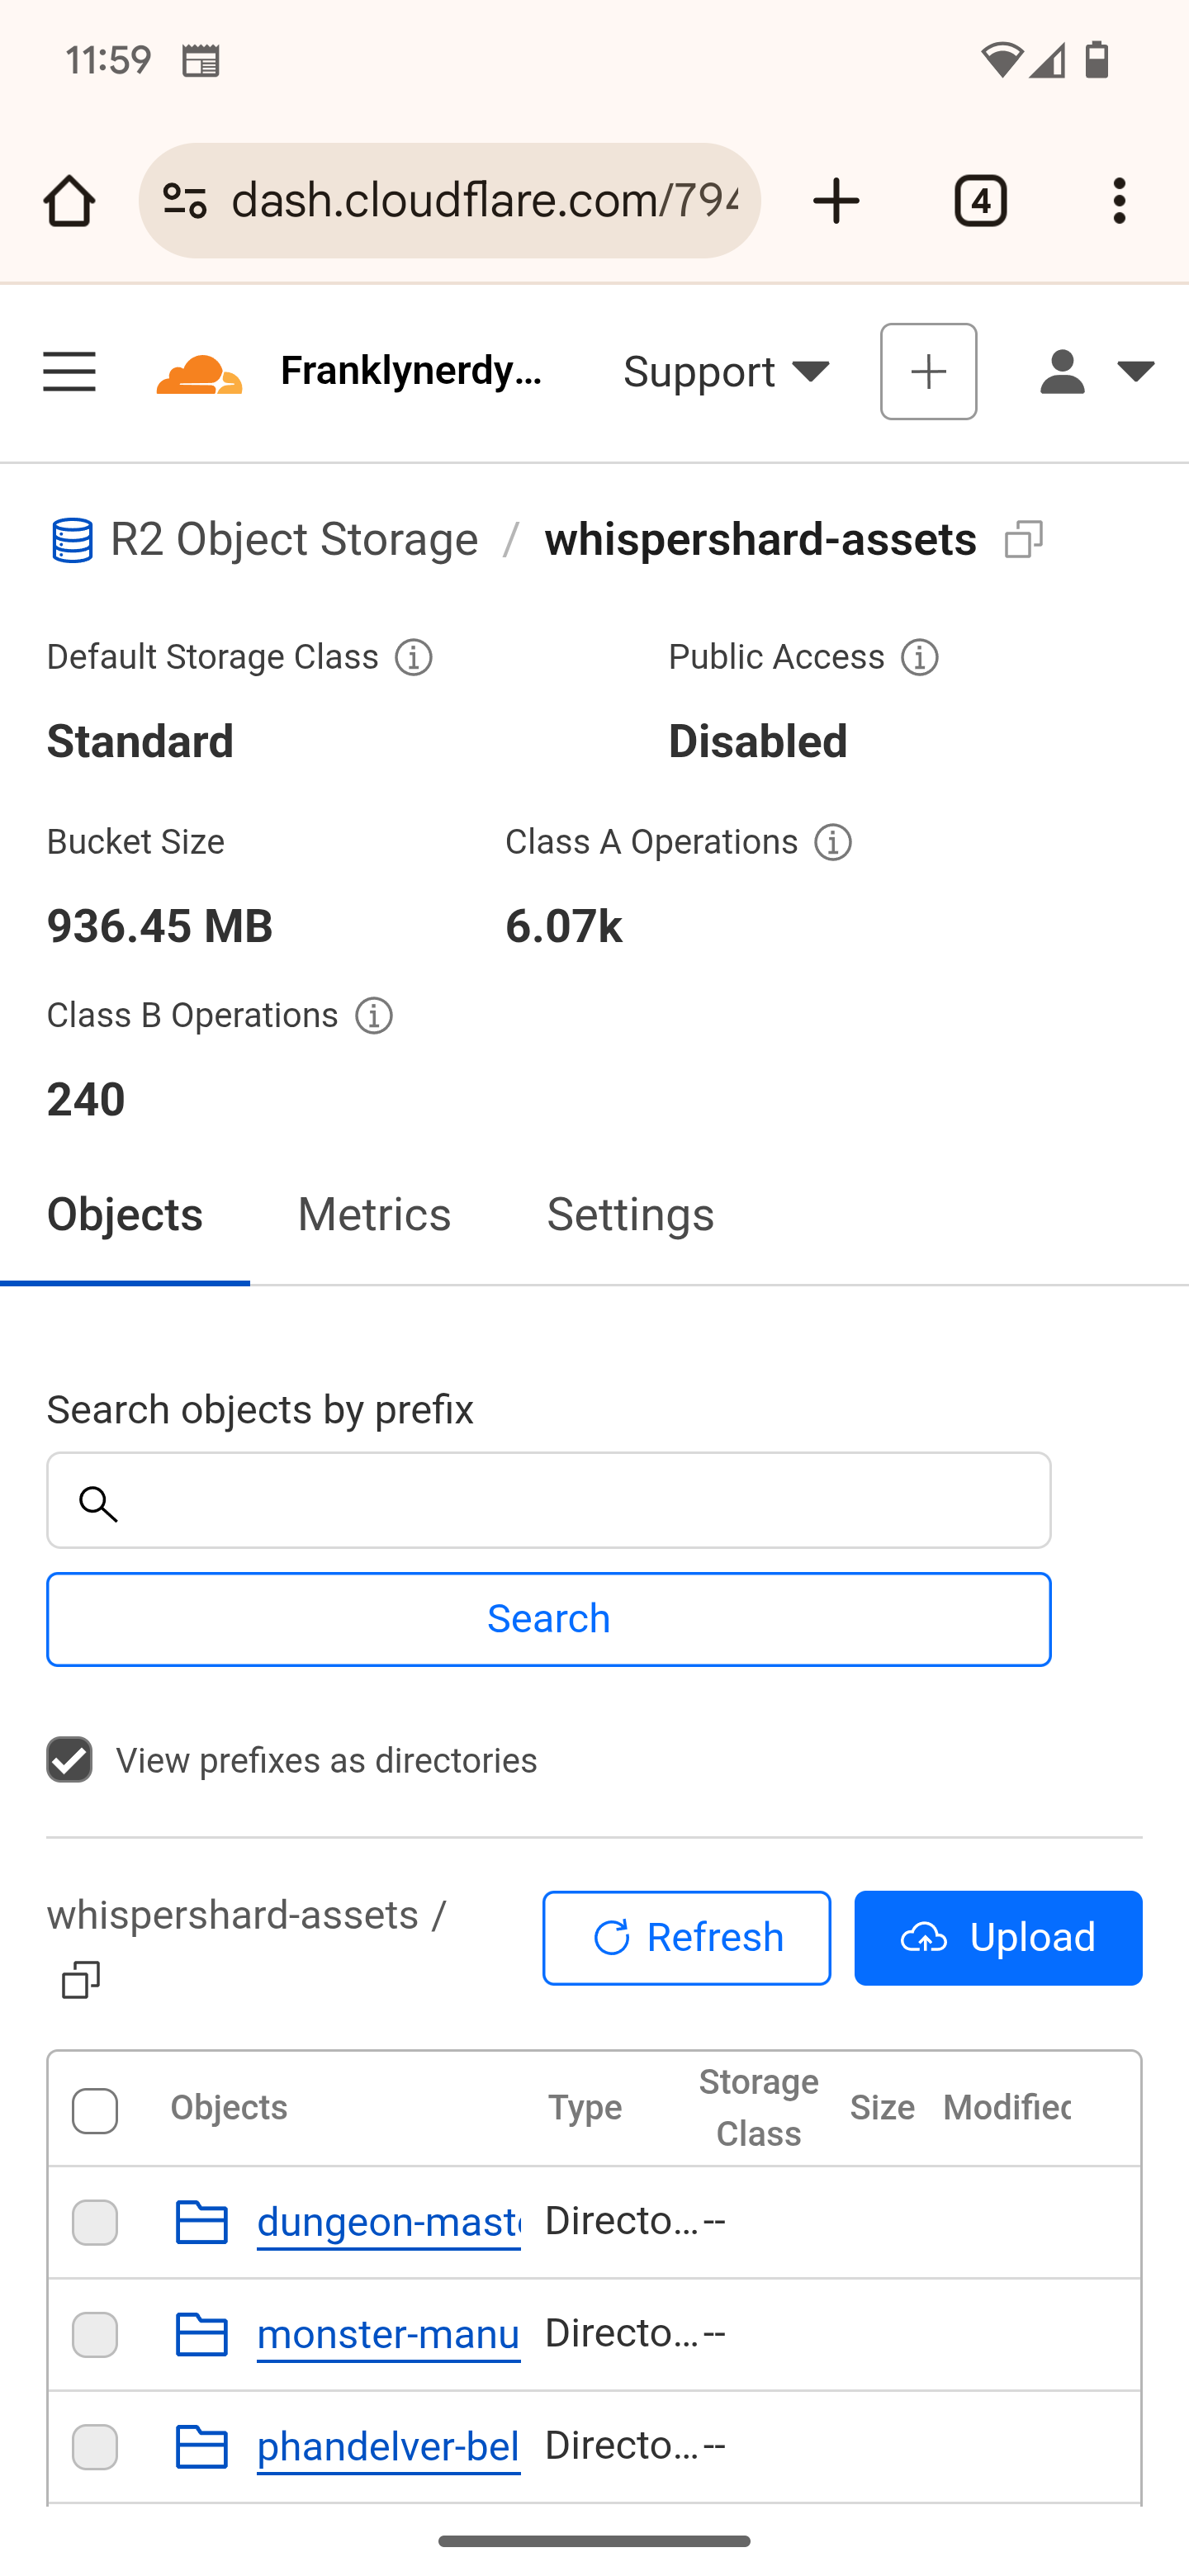 11:59
dash.cloudflare.com/794
4
Franklynerdy...
Support
R2 Object Storage / whispershard-assets
Default Storage Class
Public Access
Standard
Disabled
Bucket Size
Class A Operations
936.45 MB
6.07k
Class B Operations
240
Objects Metrics Settings
Search objects by prefix
Search
View prefixes as directories
whispershard-assets /
Refresh
Upload
Objects Type Storage Class Size Modified
dungeon-maste Directo... --
monster-manu Directo... --
phandelver-bel Directo... --